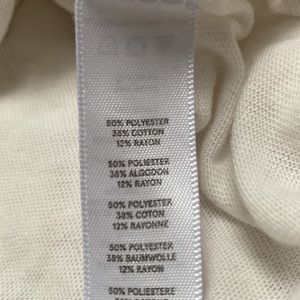 50% POLYESTER
38% COTTON
12% RAYON
50% POLIESTER
38% ALGODON
12% RAYON
50% POLYESTER
38% COTON
12% RAYONNE
50% POLYESTER
38% BAUMWOLLE
12% RAYON
50% POLIESTERE